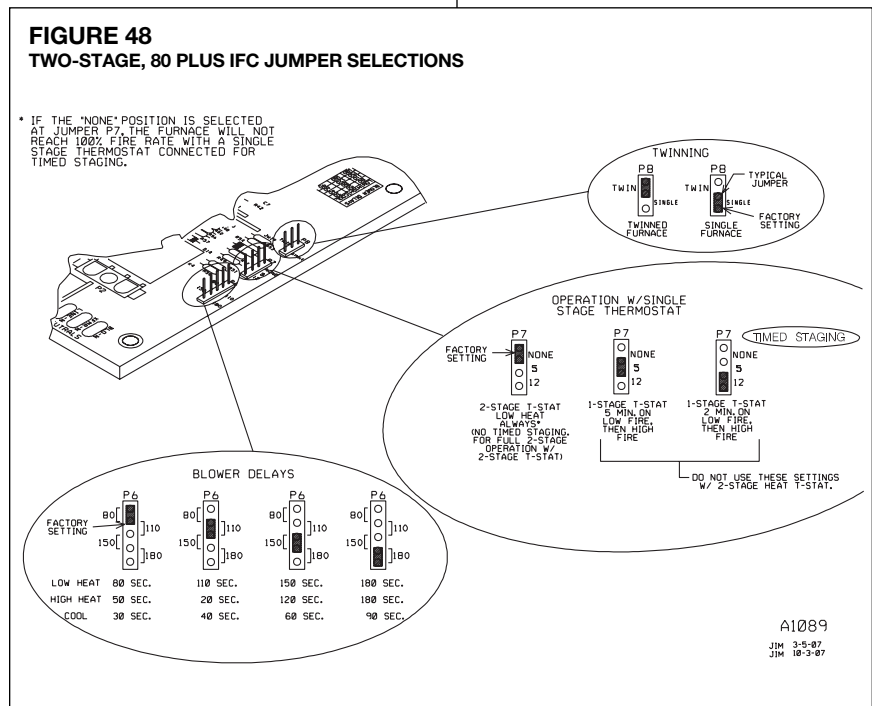 FIGURE 48
TWO-STAGE, 80 PLUS IFC JUMPER SELECTIONS
* IF THE "NONE" POSITION IS SELECTED
AT JUMPER P7, THE FURNACE WILL NOT
REACH 100% FIRE RATE WITH A SINGLE
STAGE THERMOSTAT CONNECTED FOR
TIMED STAGING.
P2
TWINNING
P8
TWIN
SINGLE
TWINNED
FURNACE
P8
TWIN
SINGLE
SINGLE
FURNACE
TYPICAL
JUMPER
FACTORY
SETTING
OPERATION W/SINGLE
STAGE THERMOSTAT
TIMED STAGING
FACTORY
SETTING
P7
NONE
5
12
2-STAGE T-STAT
LOW HEAT
ALWAYS*
(NO TIMED STAGING.
FOR FULL 2-STAGE
OPERATION W/
2-STAGE T-STAT)
P7
NONE
5
12
1-STAGE T-STAT
5 MIN. ON
LOW FIRE,
THEN HIGH
FIRE
P7
NONE
5
12
1-STAGE T-STAT
2 MIN. ON
LOW FIRE,
THEN HIGH
FIRE
DO NOT USE THESE SETTINGS
W/ 2-STAGE HEAT T-STAT.
BLOWER DELAYS
FACTORY
SETTING
P6
80
110
150
180
P6
80
110
150
180
P6
80
110
150
180
P6
80
110
150
180
LOW HEAT 80 SEC. 110 SEC. 150 SEC. 180 SEC.
HIGH HEAT 50 SEC. 20 SEC. 120 SEC. 180 SEC.
COOL 30 SEC. 40 SEC. 60 SEC. 90 SEC.
A1089
JIM 3-5-07
JIM 10-3-07